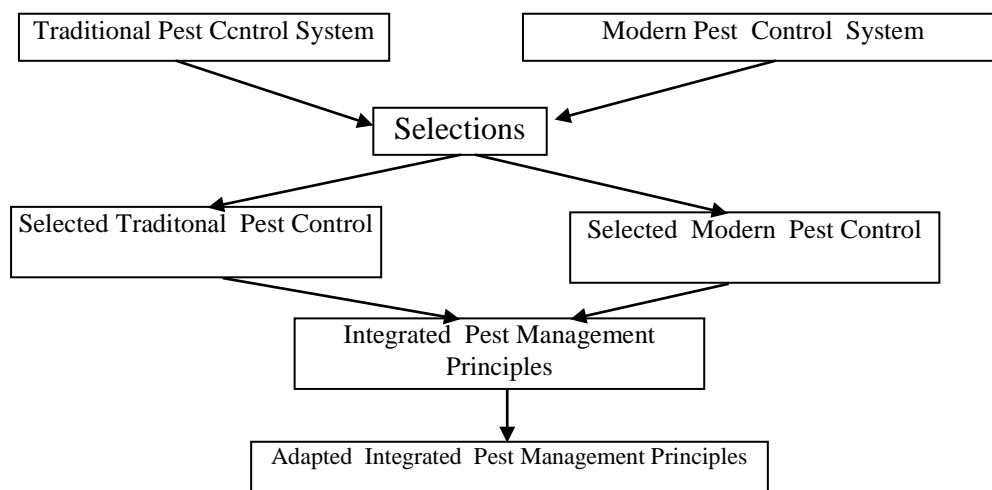 Traditional Pest Ccntrol System
Modern Pest Control System
Selections
Selected Traditonal Pest Control
Selected Modern Pest Control
Integrated Pest Management
Principles
Adapted Integrated Pest Management Principles